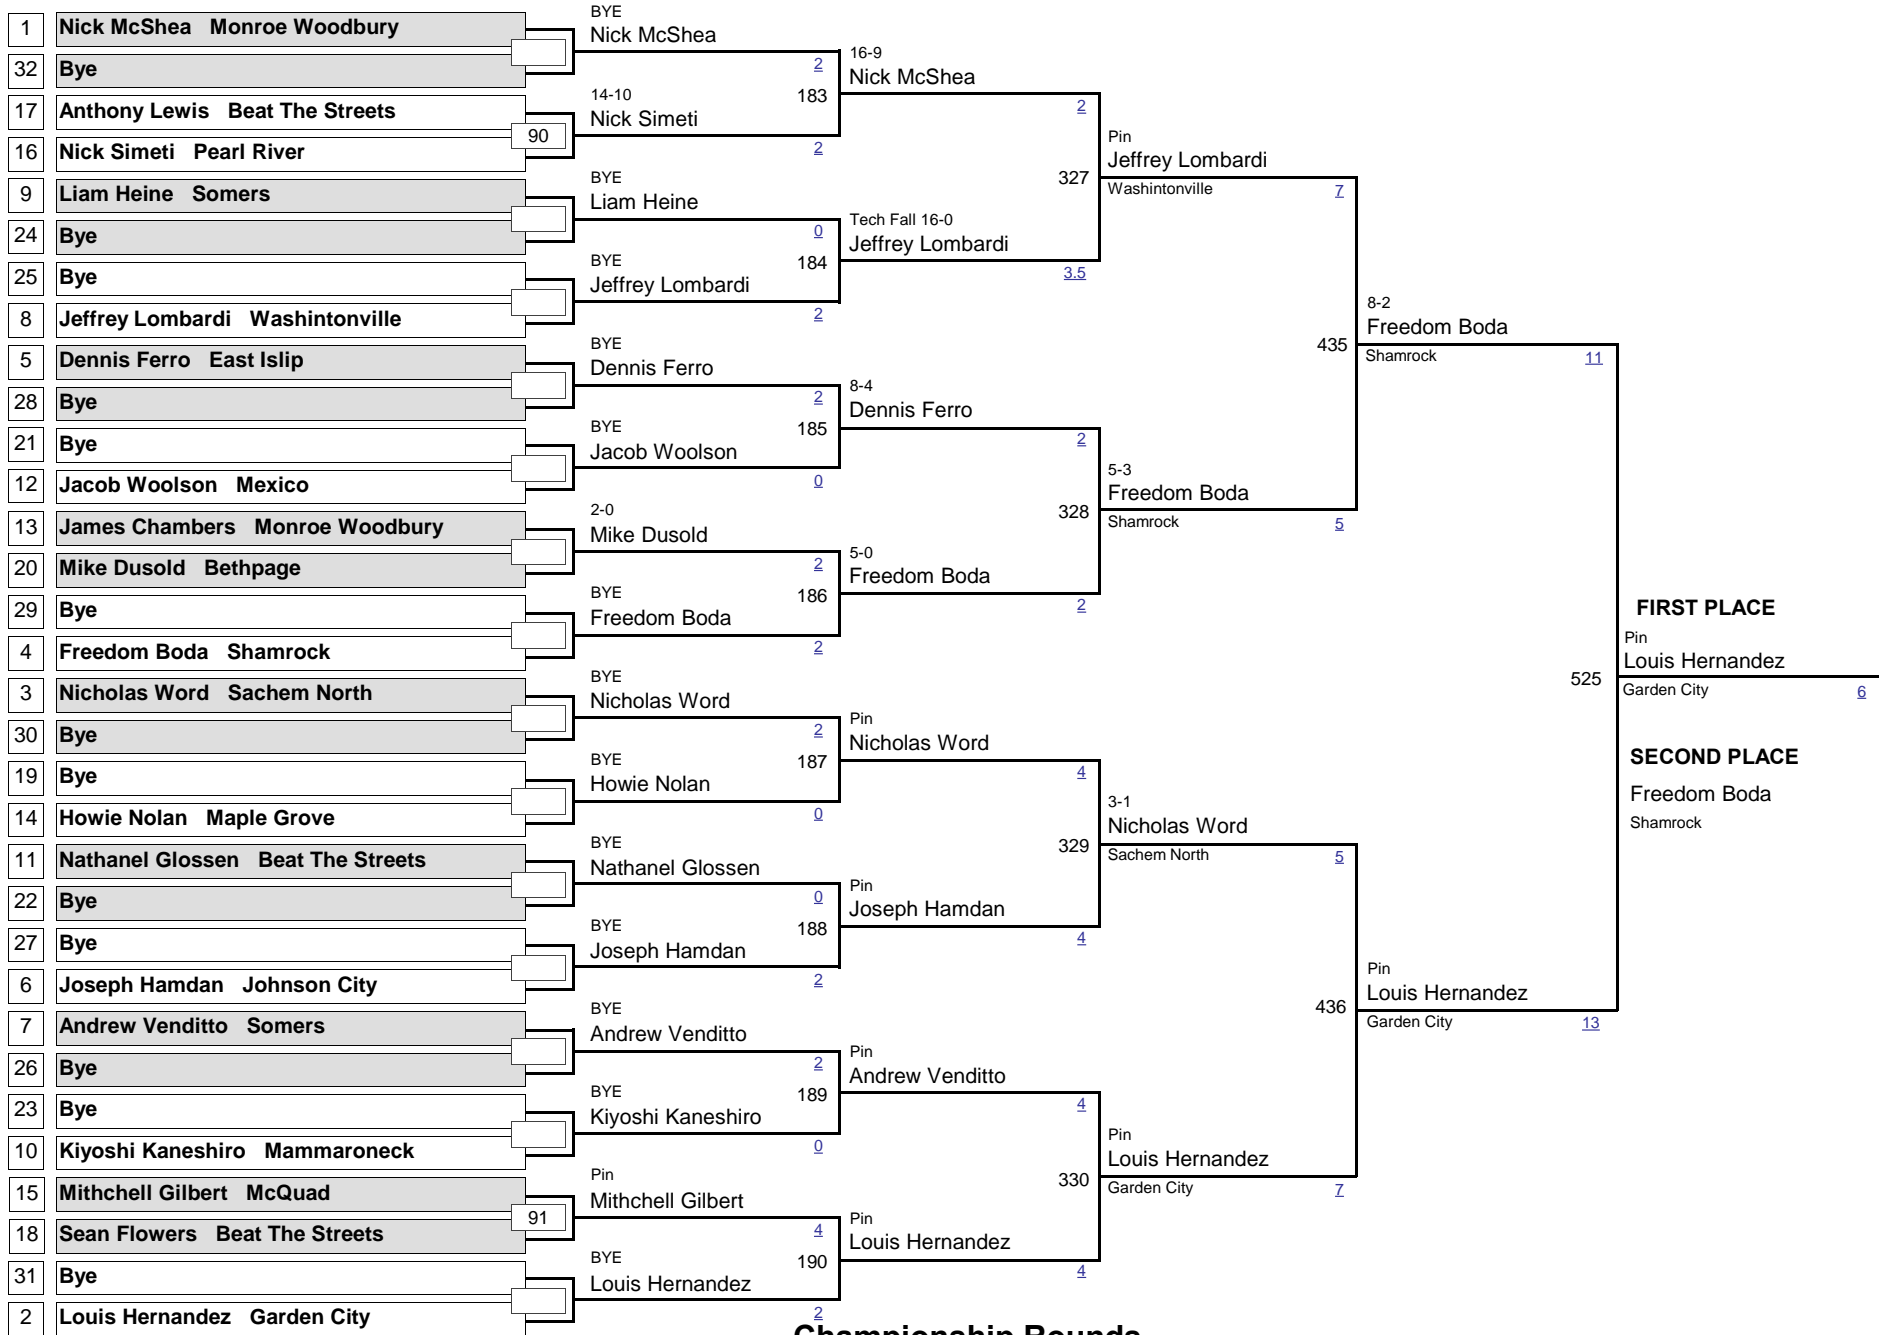 1 Nick McShea Monroe Woodbury
32 Bye
17 Anthony Lewis Beat The Streets
90
16 Nick Simeti Pearl River
9 Liam Heine Somers
24 Bye
25 Bye
8 Jeffrey Lombardi Washintonville
5 Dennis Ferro East Islip
28 Bye
21 Bye
12 Jacob Woolson Mexico
13 James Chambers Monroe Woodbury
20 Mike Dusold Bethpage
29 Bye
4 Freedom Boda Shamrock
3 Nicholas Word Sachem North
30 Bye
19 Bye
14 Howie Nolan Maple Grove
11 Nathanel Glossen Beat The Streets
22 Bye
27 Bye
6 Joseph Hamdan Johnson City
7 Andrew Venditto Somers
26 Bye
23 Bye
10 Kiyoshi Kaneshiro Mammaroneck
15 Mithchell Gilbert McQuad
91
18 Sean Flowers Beat The Streets
31 Bye
2 Louis Hernandez Garden City
BYE
Nick McShea
2
183
14-10
Nick Simeti
2
BYE
Liam Heine
0
184
BYE
Jeffrey Lombardi
2
BYE
Dennis Ferro
2
185
BYE
Jacob Woolson
0
2-0
Mike Dusold
2
186
BYE
Freedom Boda
2
BYE
Nicholas Word
2
187
BYE
Howie Nolan
0
BYE
Nathanel Glossen
0
188
BYE
Joseph Hamdan
2
BYE
Andrew Venditto
2
189
BYE
Kiyoshi Kaneshiro
0
Pin
Mithchell Gilbert
4
190
BYE
Louis Hernandez
2
16-9
Nick McShea
2
327
Tech Fall 16-0
Jeffrey Lombardi
3.5
8-4
Dennis Ferro
2
328
5-0
Freedom Boda
2
Pin
Nicholas Word
4
329
Pin
Joseph Hamdan
4
Pin
Andrew Venditto
4
330
Pin
Louis Hernandez
4
Pin
Jeffrey Lombardi
Washintonville 7
435
5-3
Freedom Boda
Shamrock 5
3-1
Nicholas Word
Sachem North 5
436
Pin
Louis Hernandez
Garden City 7
8-2
Freedom Boda
Shamrock 11
525
Pin
Louis Hernandez
Garden City 13
FIRST PLACE
Pin
Louis Hernandez
Garden City 6
SECOND PLACE
Freedom Boda
Shamrock
Championship Rounds